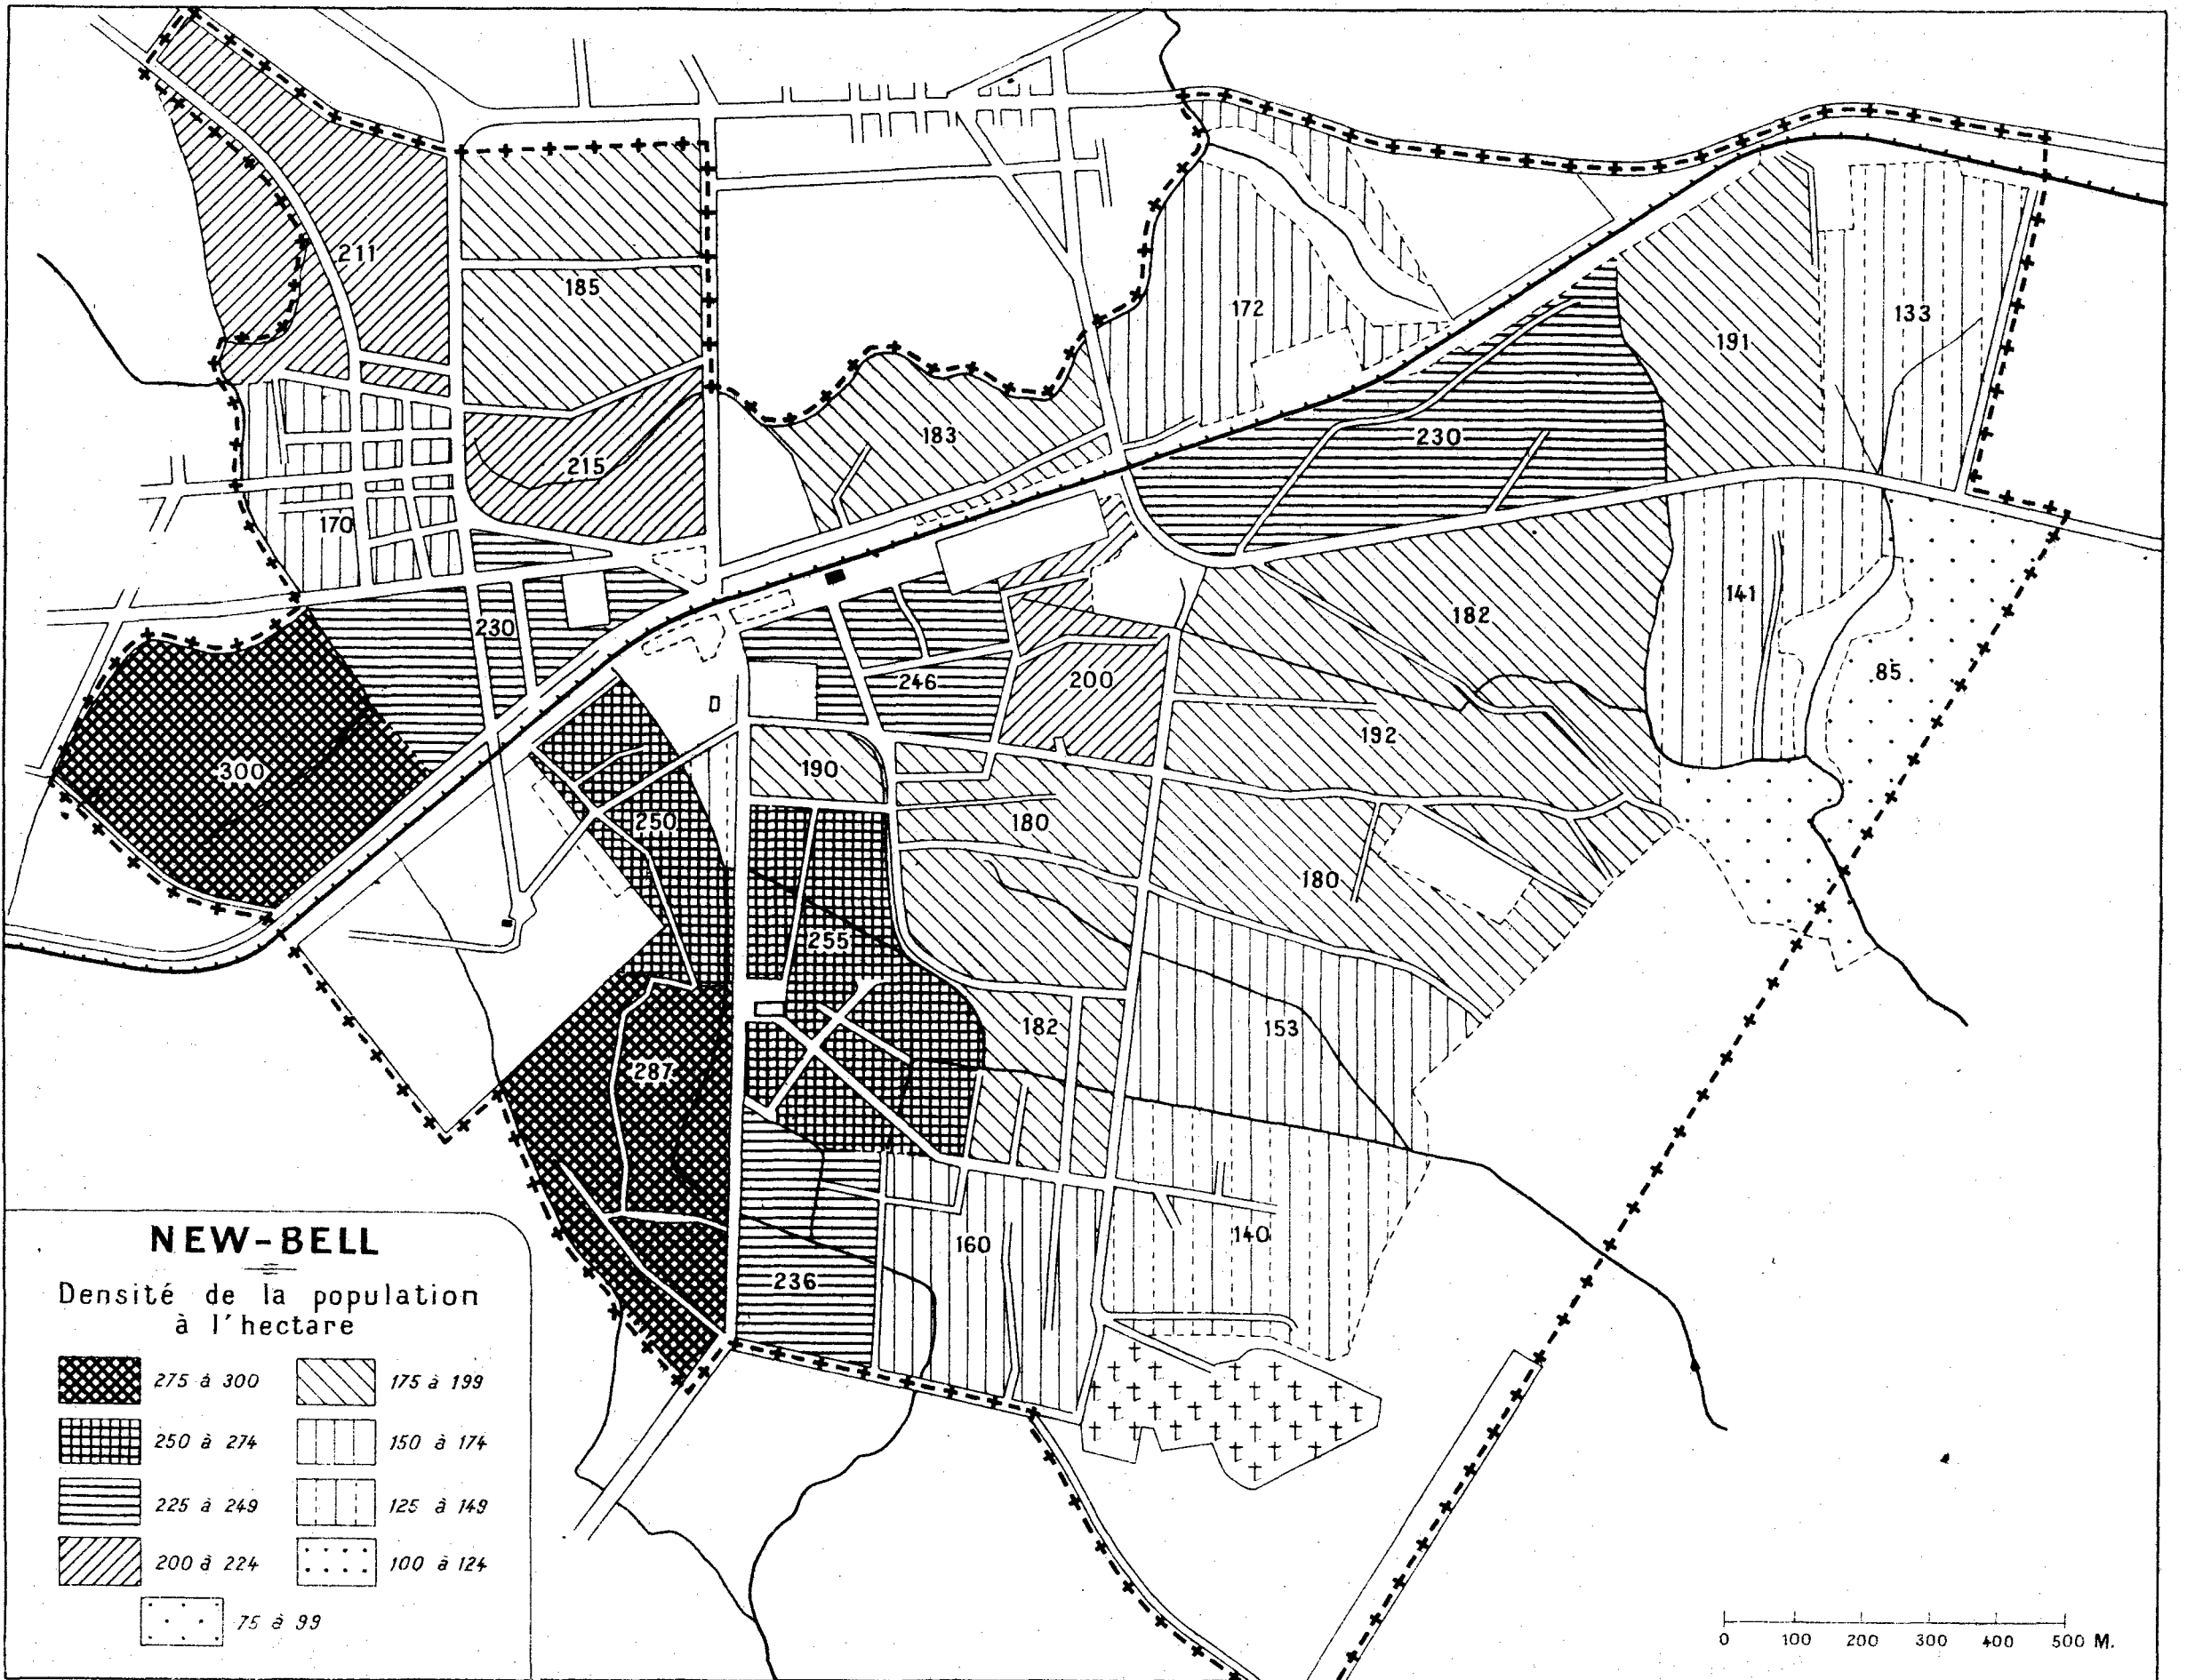 211
185
172
133
191
183
230
215
170
141
182
230
85
246
200
192
300
190
250
180
180
255
182
153
287
140
160
236
NEW-BELL
Densité de la population
à l'hectare
275 à 300
175 à 199
250 à 274
150 à 174
225 à 249
125 à 149
200 à 224
100 à 124
75 à 99
0 100 200 300 400 500 M.